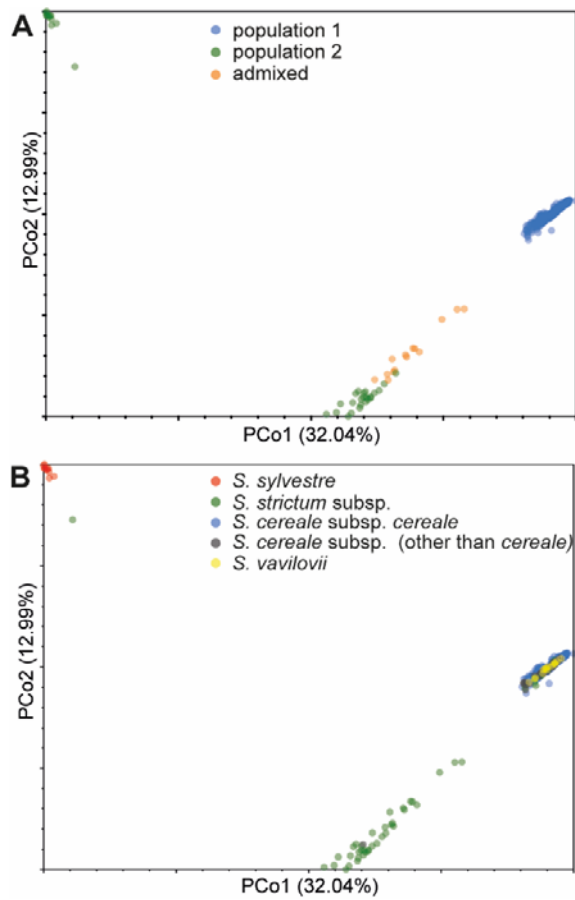 A
population 1
population 2
admixed
PCo2 (12.99%)
PCo1 (32.04%)
B
S. sylvestre
S. strictum subsp.
S. cereale subsp. cereale
S. cereale subsp. (other than cereale)
S. vavilovii
PCo2 (12.99%)
PCo1 (32.04%)